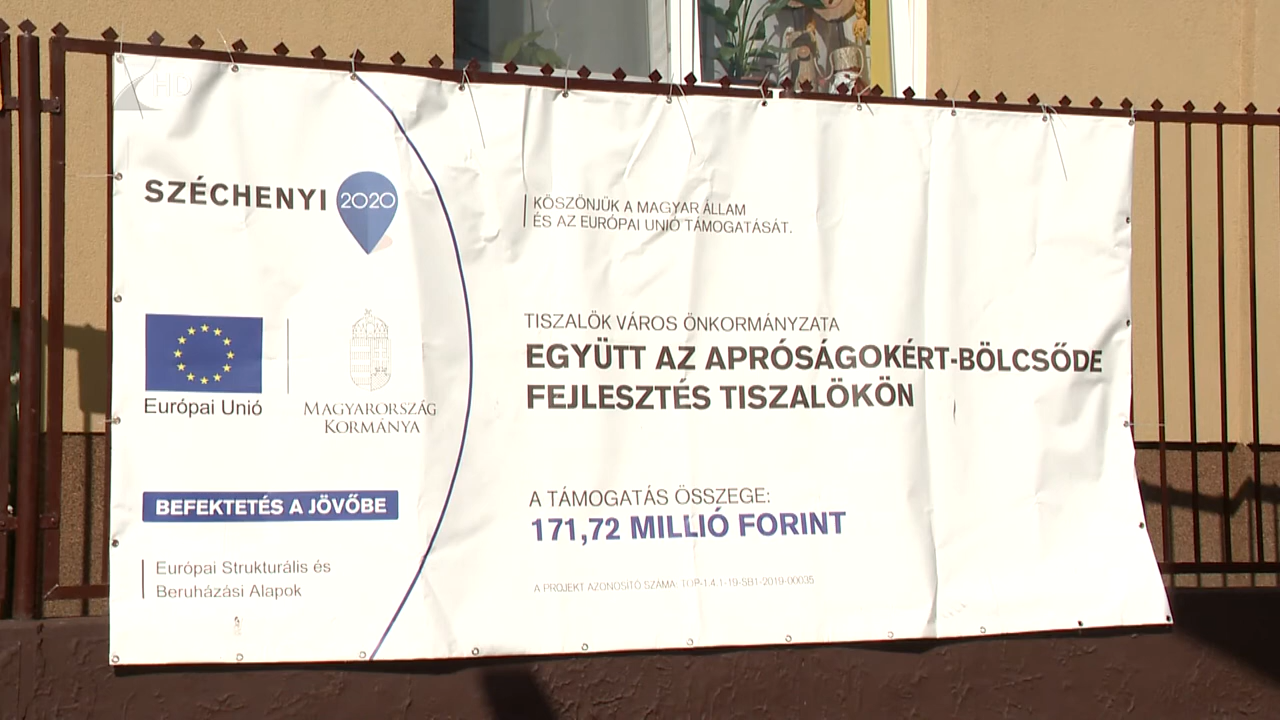 HD
SZÉCHENYI 2020
KÖSZÖNJÜK A MAGYAR ÁLLAM
ÉS AZ EURÓPAI UNIÓ TÁMOGATÁSÁT.
TISZALÖK VÁROS ÖNKORMÁNYZATA
EGYÜTT AZ APRÓSÁGOKÉRT-BÖLCSŐDE
FEJLESZTÉS TISZALÖKÖN
Európai Unió
MAGYARORSZÁG
KORMÁNYA
BEFEKTETÉS A JÖVŐBE
A TÁMOGATÁS ÖSSZEGE:
171,72 MILLIÓ FORINT
Európai Strukturális és
Beruházási Alapok
A PROJEKT AZONOSÍTÓ SZÁMA: TOP-1.4.1-19-SB1-2019-00035